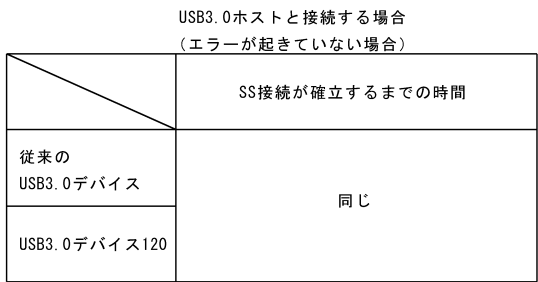 USB3.0ホストと接続する場合
(エラーが起きていない場合)
SS接続が確立するまでの時間
従来の
USB3.0デバイス
同じ
USB3.0デバイス120